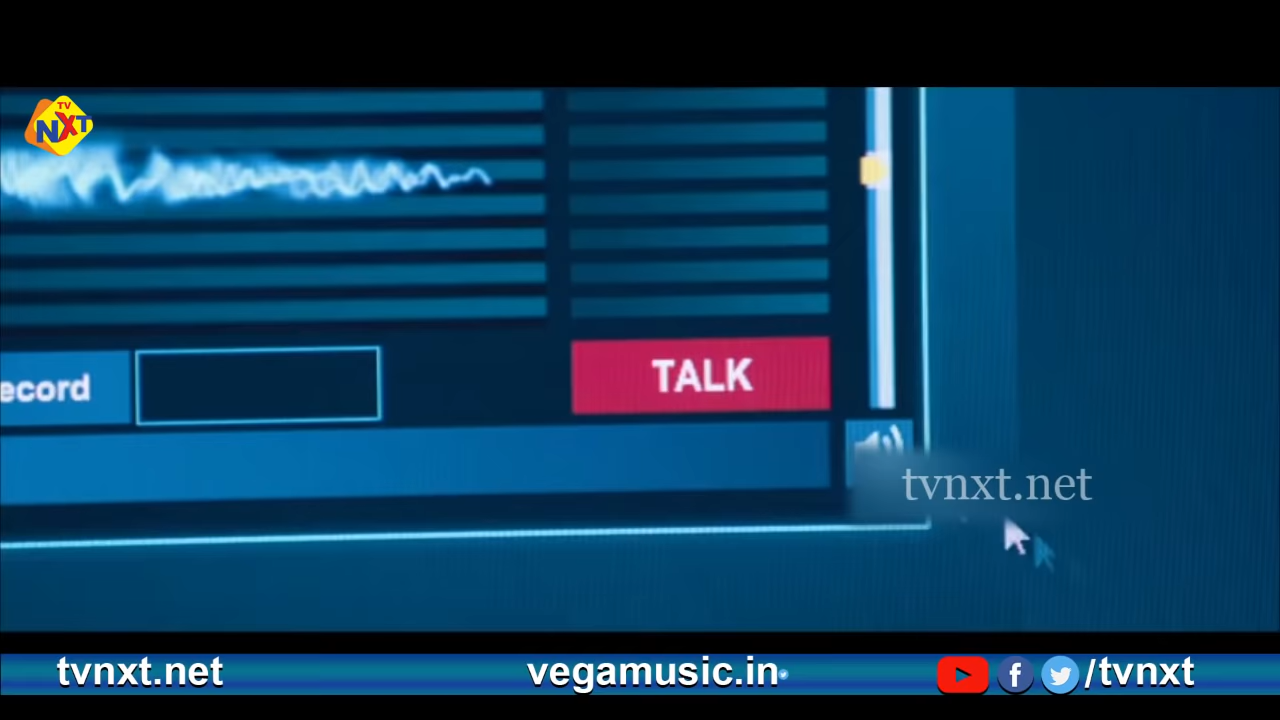 TV
NXT
ecord
TALK
tvnxt.net
tvnxt.net vegamusic.in f /tvnxt